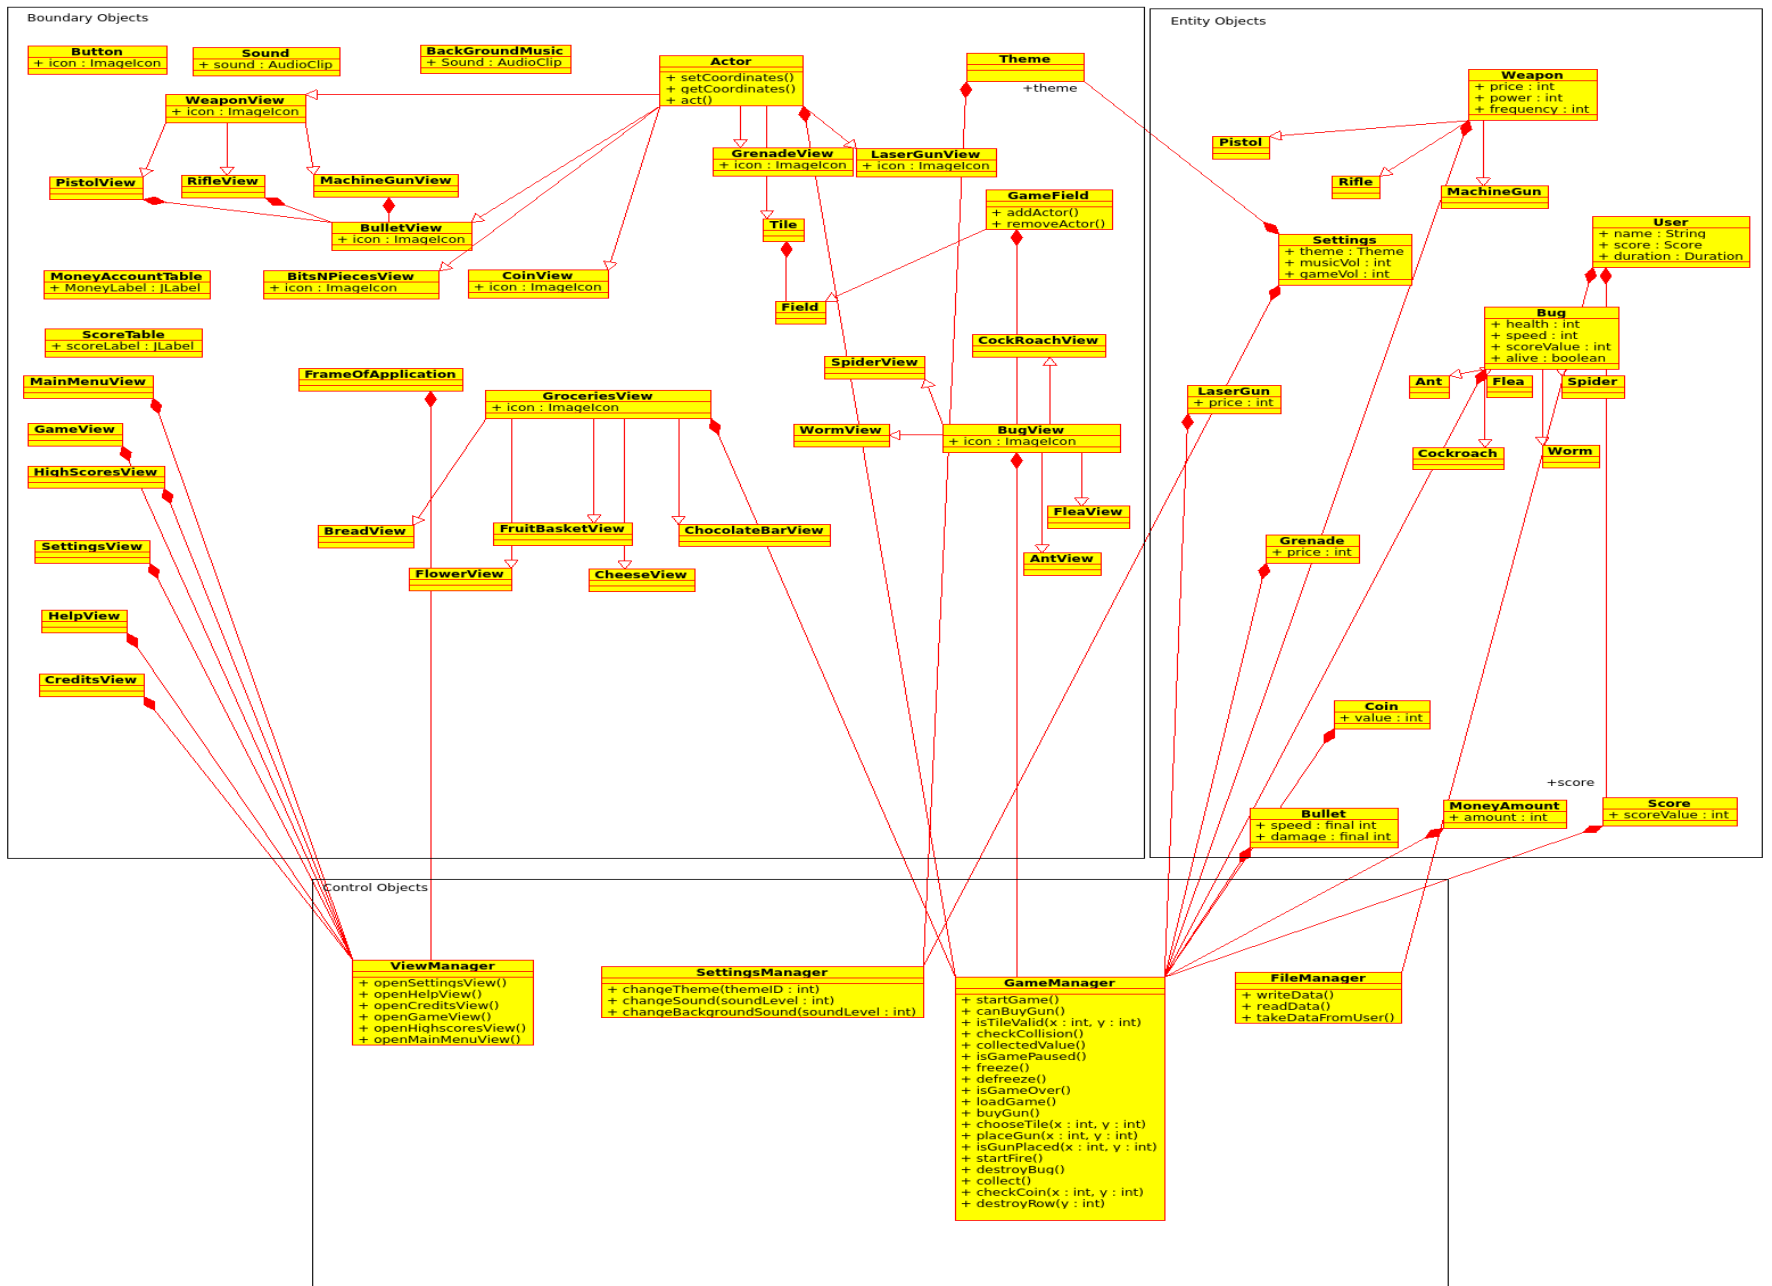 Boundary Objects
Button
+ icon : ImageIcon
Sound
+ sound : AudioClip
BackGroundMusic
+ Sound : AudioClip
Actor
+ setCoordinates()
+ getCoordinates()
+ act()
Theme
+theme
WeaponView
+ icon : ImageIcon
GrenadeView
+ icon : ImageIcon
LaserGunView
+ icon : ImageIcon
PistolView
RifleView
MachineGunView
GameField
+ addActor()
+ removeActor()
BulletView
+ icon : ImageIcon
Tile
MoneyAccountTable
+ MoneyLabel : JLabel
BitsNPiecesView
+ icon : ImageIcon
CoinView
+ icon : ImageIcon
Field
ScoreTable
+ scoreLabel : JLabel
CockRoachView
SpiderView
MainMenuView
FrameOfApplication
GroceriesView
+ icon : ImageIcon
GameView
WormView
BugView
+ icon : ImageIcon
HighScoresView
BreadView
FruitBasketView
ChocolateBarView
FleaView
SettingsView
FlowerView
CheeseView
AntView
HelpView
CreditsView
Entity Objects
Weapon
+ price : int
+ power : int
+ frequency : int
Pistol
Rifle
MachineGun
Settings
+ theme : Theme
+ musicVol : int
+ gameVol : int
User
+ name : String
+ score : Score
+ duration : Duration
Bug
+ health : int
+ speed : int
+ scoreValue : int
+ alive : boolean
LaserGun
+ price : int
Ant
Flea
Spider
Cockroach
Worm
Grenade
+ price : int
Coin
+ value : int
+score
Bullet
+ speed : final int
+ damage : final int
MoneyAmount
+ amount : int
Score
+ scoreValue : int
Control Objects
ViewManager
+ openSettingsView()
+ openHelpView()
+ openCreditsView()
+ openGameView()
+ openHighscoresView()
+ openMainMenuView()
SettingsManager
+ changeTheme(themeID : int)
+ changeSound(soundLevel : int)
+ changeBackgroundSound(soundLevel : int)
GameManager
+ startGame()
+ canBuyGun()
+ isTileValid(x : int, y : int)
+ checkCollision()
+ collectedValue()
+ isGamePaused()
+ freeze()
+ defreeze()
+ isGameOver()
+ loadGame()
+ buyGun()
+ chooseTile(x : int, y : int)
+ placeGun(x : int, y : int)
+ isGunPlaced(x : int, y : int)
+ startFire()
+ destroyBug()
+ collect()
+ checkCoin(x : int, y : int)
+ destroyRow(y : int)
FileManager
+ writeData()
+ readData()
+ takeDataFromUser()